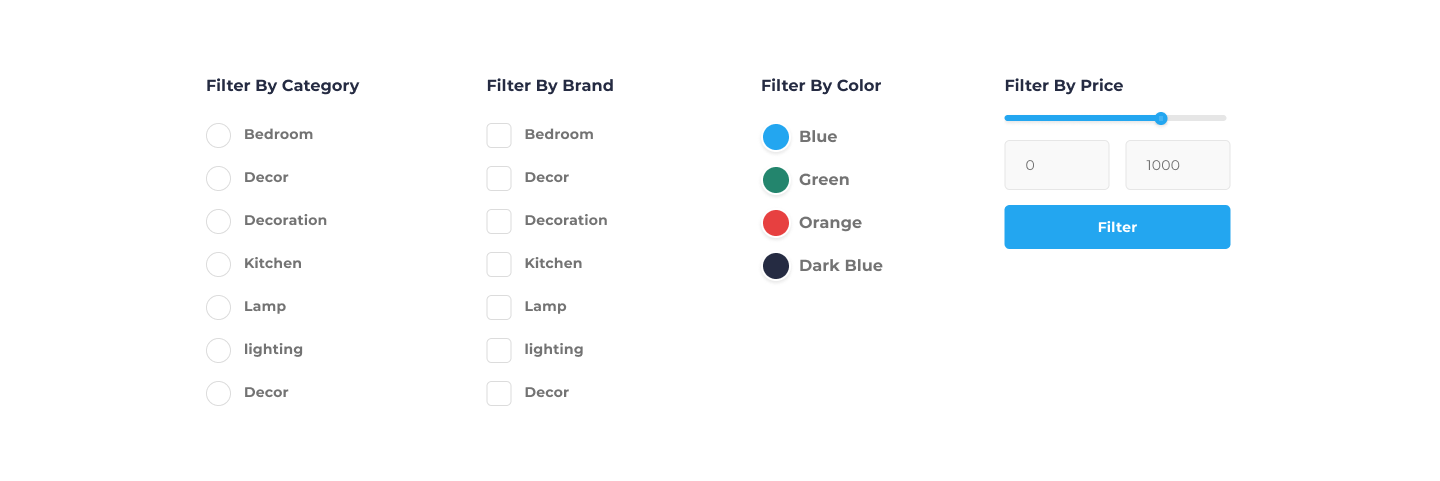 Filter By Category
Bedroom
Decor
Decoration
Kitchen
Lamp
lighting
Decor
Filter By Brand
Bedroom
Decor
Decoration
Kitchen
Lamp
lighting
Decor
Filter By Color
Blue
Green
Orange
Dark Blue
Filter By Price
0
1000
Filter